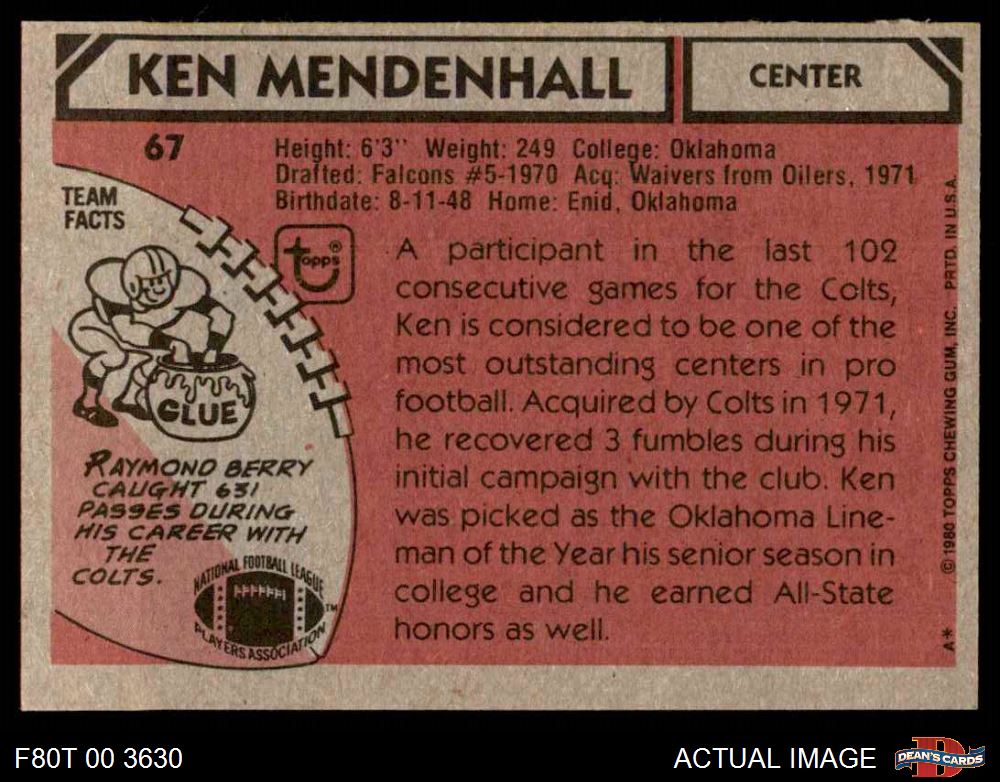 KEN MENDENHALL
CENTER
67
Height: 6'3" Weight: 249 College: Oklahoma
Drafted: Falcons #5-1970 Acq: Waivers from Oilers, 1971
Birthdate: 8-11-48 Home: Enid, Oklahoma
TEAM
FACTS
topps®
GLUE
RAYMOND BERRY
CAUGHT 631
PASSES DURING
HIS CAREER WITH
THE
COLTS.
NATIONAL FOOTBALL LEAGUE
PLAYERS ASSOCIATION
TM
A participant in the last 102
consecutive games for the Colts,
Ken is considered to be one of the
most outstanding centers in pro
football. Acquired by Colts in 1971,
he recovered 3 fumbles during his
initial campaign with the club. Ken
was picked as the Oklahoma Line-
man of the Year his senior season in
college and he earned All-State
honors as well.
A* © 1980 TOPPS CHEWING GUM, INC. PRTD. IN U.S.A.
F80T 00 3630
ACTUAL IMAGE
D
DEAN'S CARDS